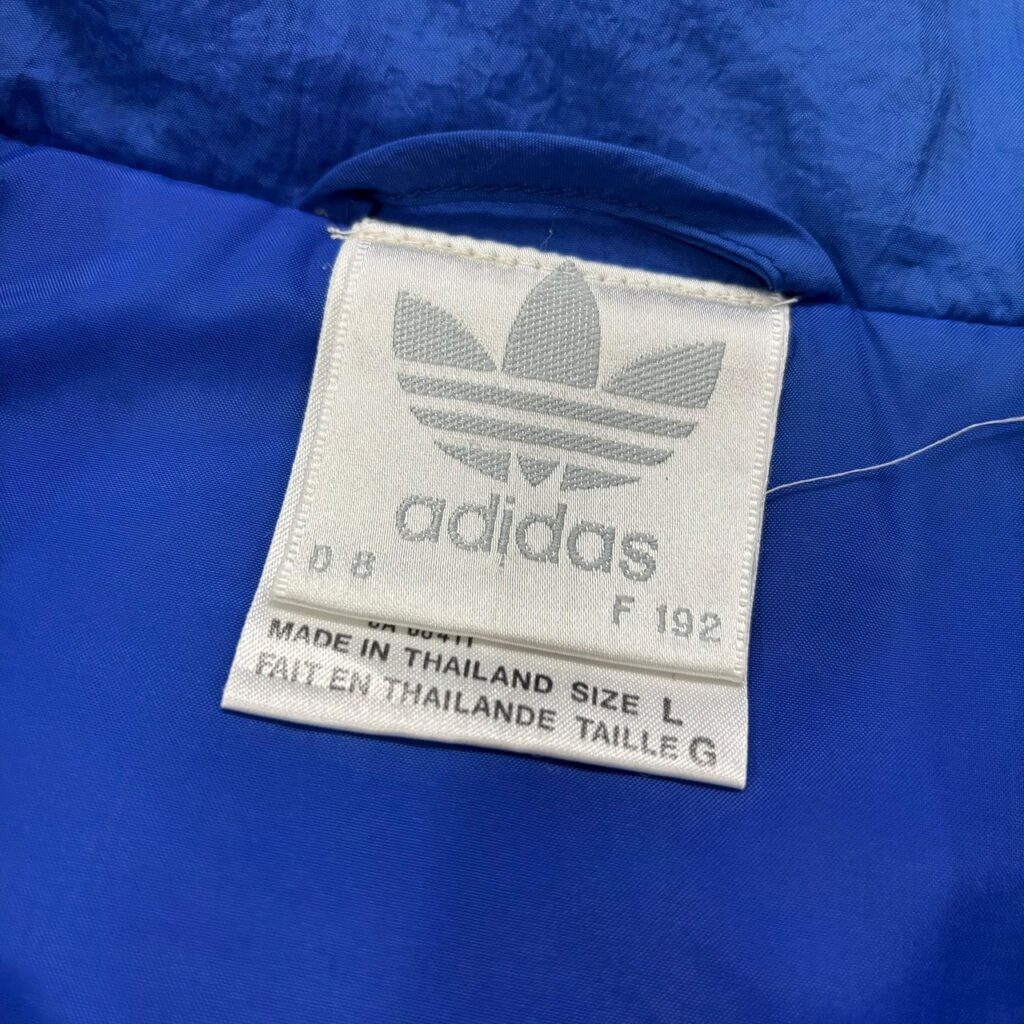 adidas
D 8
F 192
MADE IN THAILAND SIZE L
FAIT EN THAILANDE TAILLE G